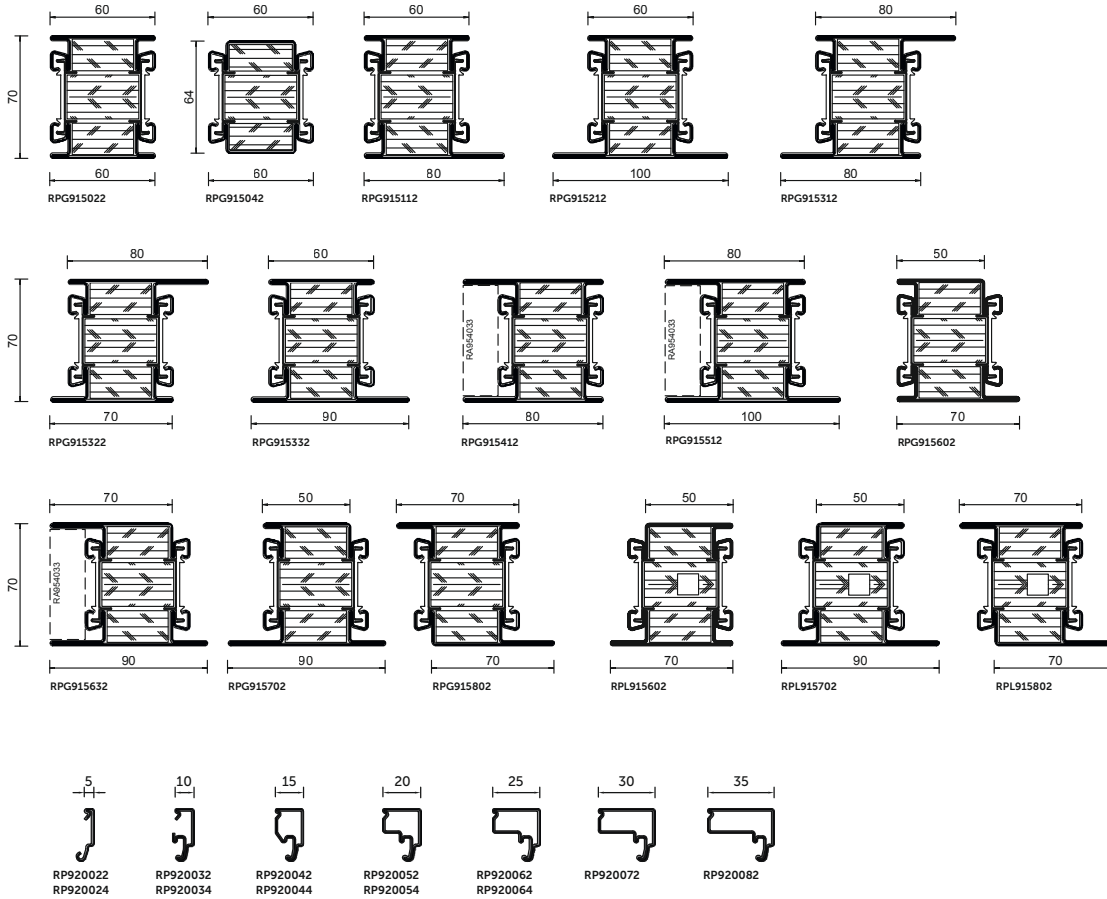 60 60 60 60 80
70 64
60 60 80 100 80
RPG915022 RPG915042 RPG915112 RPG915212 RPG915312
80 60 80 80 50
70 RA954033 RA954033
70 90 80 100 70
RPG915322 RPG915332 RPG915412 RPG915512 RPG915602
70 50 70 50 50 70
70 RA954033
90 90 70 70 90 70
RPG915632 RPG915702 RPG915802 RPL915602 RPL915702 RPL915802
5 10 15 20 25 30 35
RP920022 RP920032 RP920042 RP920052 RP920062 RP920072 RP920082
RP920024 RP920034 RP920044 RP920054 RP920064